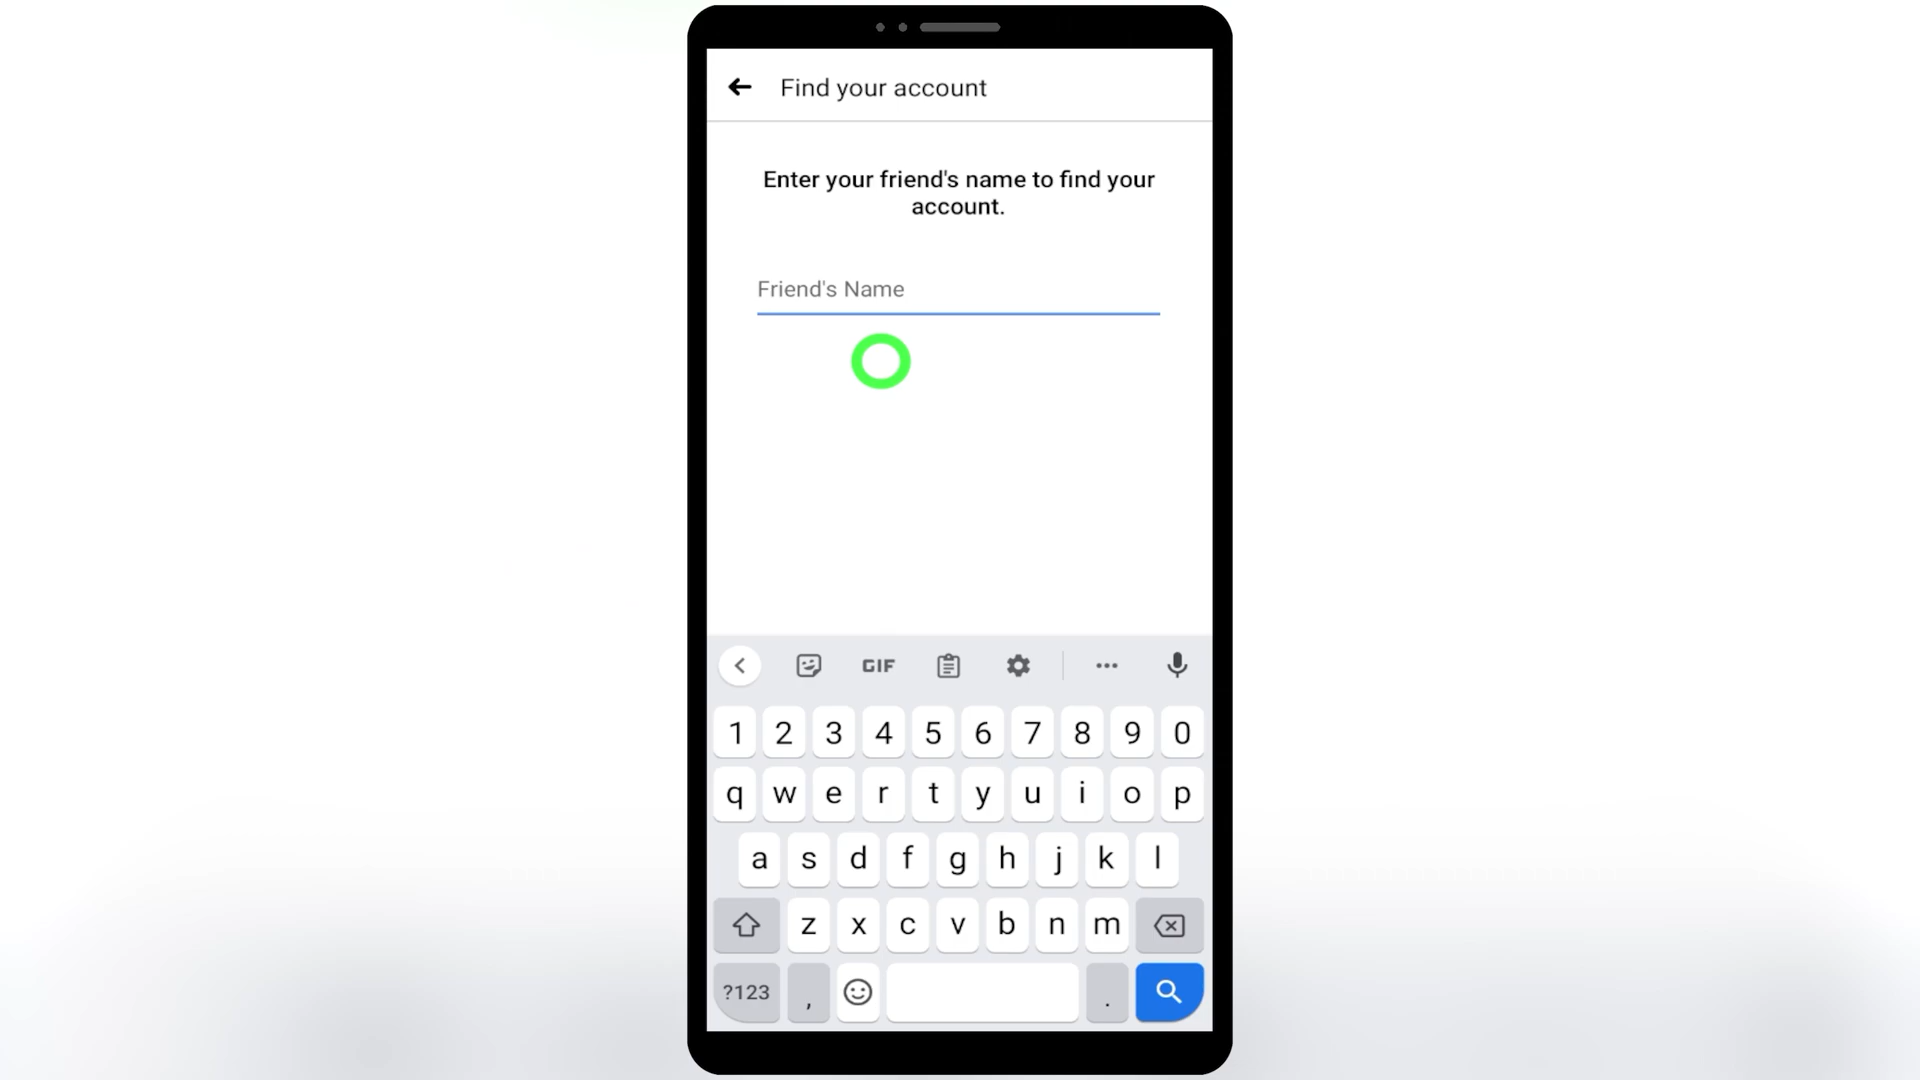 Find your account
Enter your friend's name to find your
account.
Friend's Name
GIF
1 2 3 4 5 6 7 8 9 0
q w e r t y u i o p
a s d f g h j k l
z x c v b n m
?123 , .